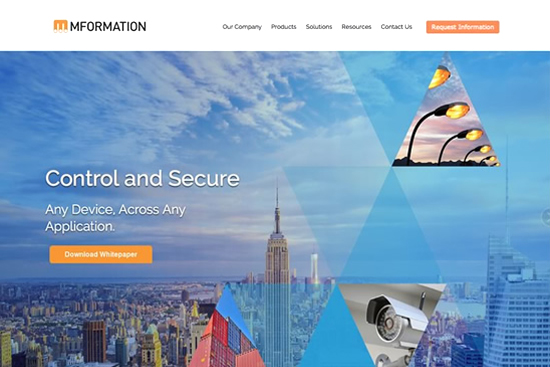 MFORMATION
Our Company Products Solutions Resources Contact Us Request Information
Control and Secure
Any Device, Across Any
Application.
Download Whitepaper